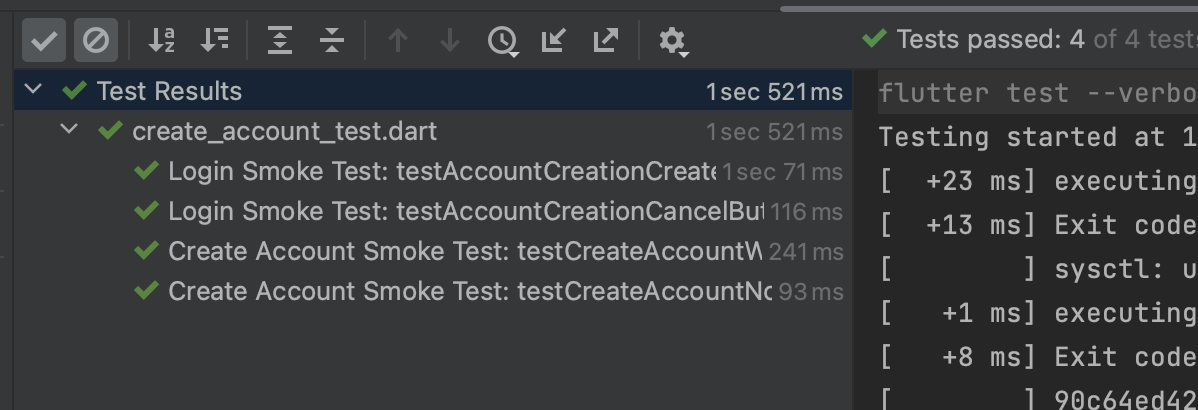 Tests passed: 4 of 4 tests
Test Results 1 sec 521 ms
create_account_test.dart 1 sec 521 ms
Login Smoke Test: testAccountCreationCreate 1 sec 71 ms
Login Smoke Test: testAccountCreationCancelBut 116 ms
Create Account Smoke Test: testCreateAccountW 241 ms
Create Account Smoke Test: testCreateAccountNo 93 ms
flutter test --verbo
Testing started at 1
[ +23 ms] executing
[ +13 ms] Exit code
[ ] sysctl: u
[ +1 ms] executing
[ +8 ms] Exit code
[ ] 90c64ed42